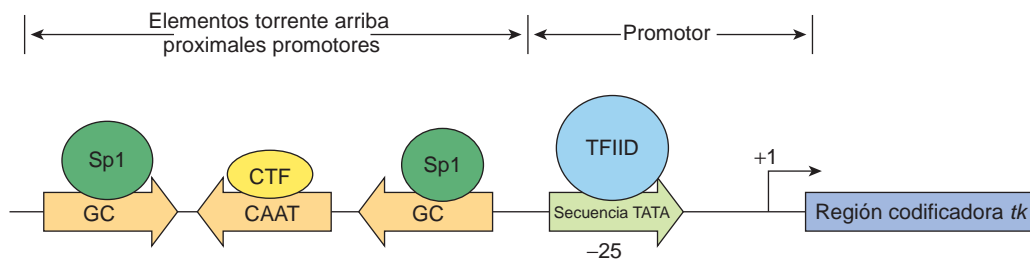 Elementos torrente arriba
proximales promotores
Promotor
Sp1
CTF
Sp1
TFIID
+1
GC
CAAT
GC
Secuencia TATA
Región codificadora tk
−25